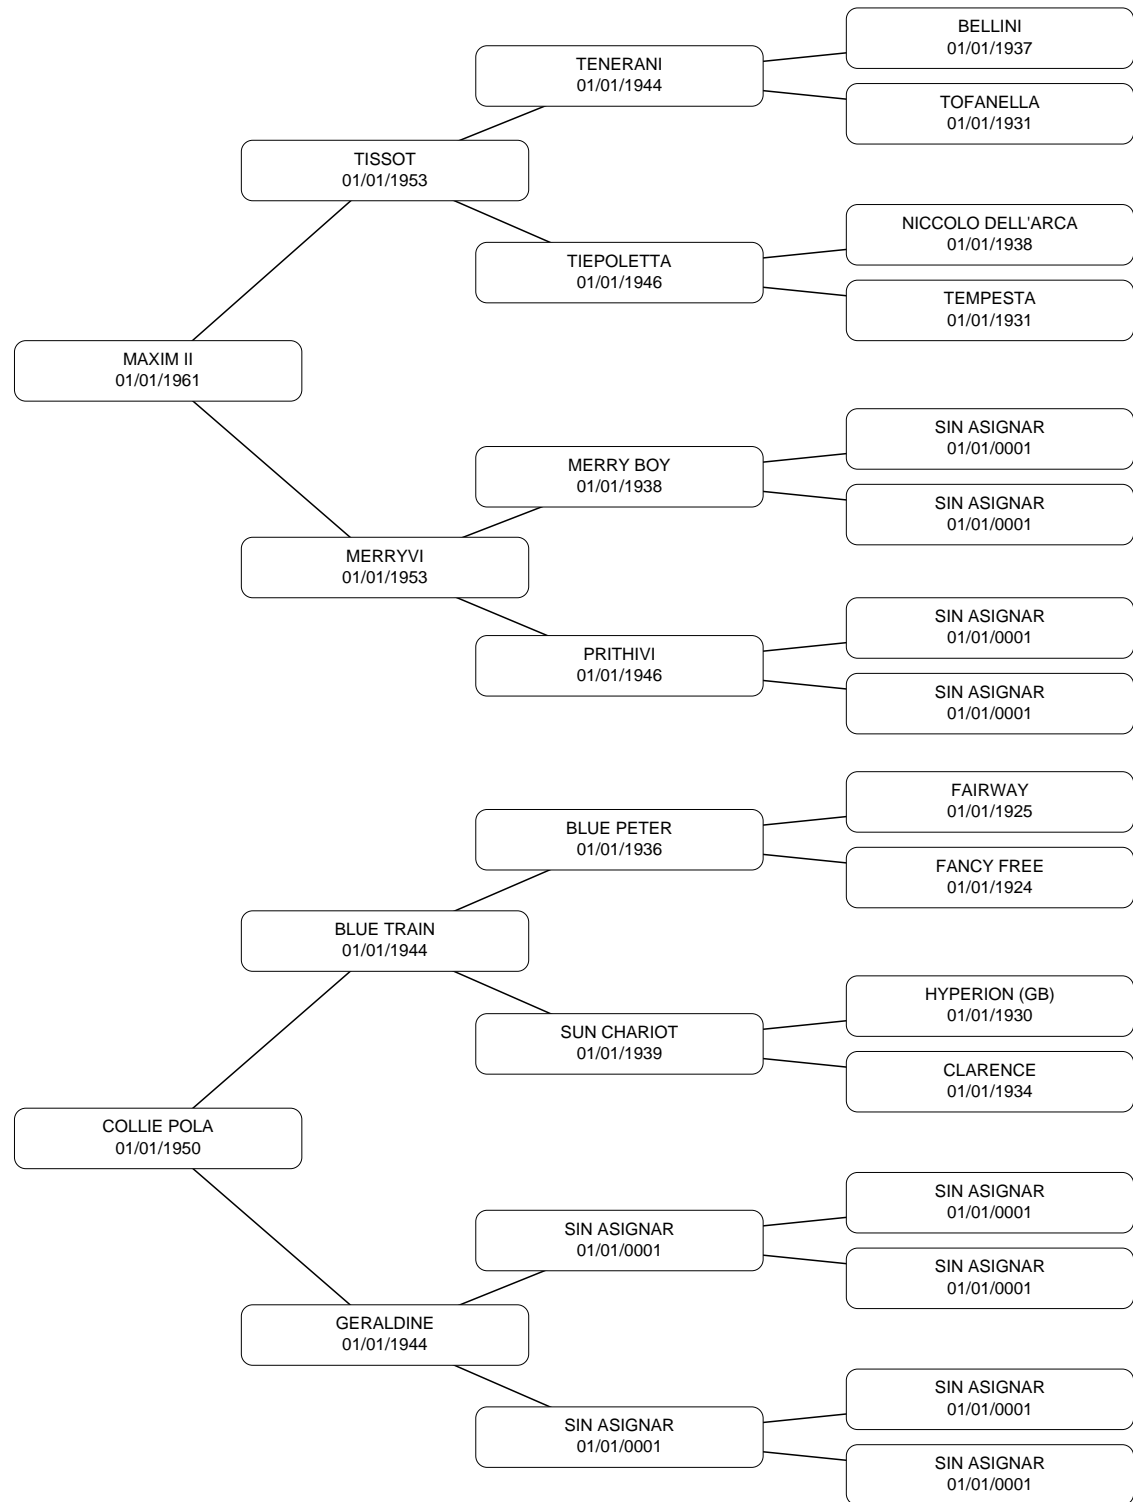 BELLINI
01/01/1937
TENERANI
01/01/1944
TOFANELLA
01/01/1931
TISSOT
01/01/1953
NICCOLO DELL'ARCA
01/01/1938
TIEPOLETTA
01/01/1946
TEMPESTA
01/01/1931
MAXIM II
01/01/1961
SIN ASIGNAR
01/01/0001
MERRY BOY
01/01/1938
SIN ASIGNAR
01/01/0001
MERRYVI
01/01/1953
SIN ASIGNAR
01/01/0001
PRITHIVI
01/01/1946
SIN ASIGNAR
01/01/0001
FAIRWAY
01/01/1925
BLUE PETER
01/01/1936
FANCY FREE
01/01/1924
BLUE TRAIN
01/01/1944
HYPERION (GB)
01/01/1930
SUN CHARIOT
01/01/1939
CLARENCE
01/01/1934
COLLIE POLA
01/01/1950
SIN ASIGNAR
01/01/0001
SIN ASIGNAR
01/01/0001
SIN ASIGNAR
01/01/0001
GERALDINE
01/01/1944
SIN ASIGNAR
01/01/0001
SIN ASIGNAR
01/01/0001
SIN ASIGNAR
01/01/0001